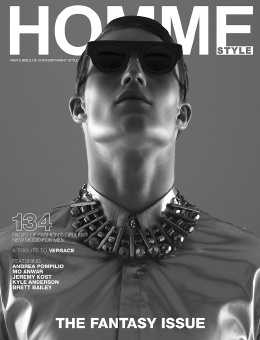 HOMME
STYLE
MAN'S BIBLE OF CONTEMPORARY STYLE
134
PAGES OF FASHION'S OPULENT
NEW MOOD FOR MEN
A TRIBUTE TO VERSACE
FEATURING
ANDREA POMPILIO
MO ANWAR
JEREMY KOST
KYLE ANDERSON
BRETT BAILEY
THE FANTASY ISSUE